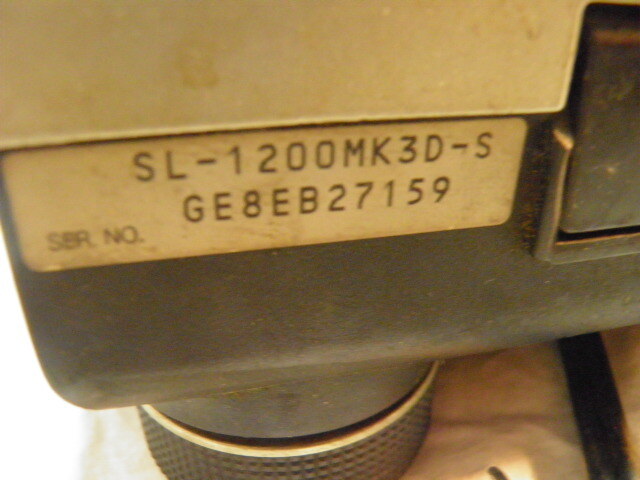 SL-1200MK3D-S
GE8EB27159
SER. NO.